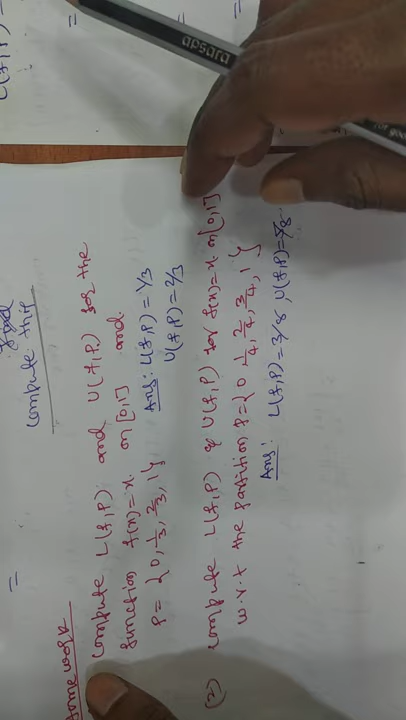 L(f,P)
=
=
=
compute this
=
Home work
compute L(f,P) and U(f,P) for the
function f(x)=x on [0,1] and
P = {0, 1/3, 2/3, 1}
Ans: L(f,P) = 1/3
U(f,P) = 2/3
(2) compute L(f,P) & U(f,P) for f(x)=x on [0,1]
w.r.t the partition P={0, 1/4, 2/4, 3/4, 1}
Ans: L(f,P)=3/8, U(f,P)=5/8.
apsara